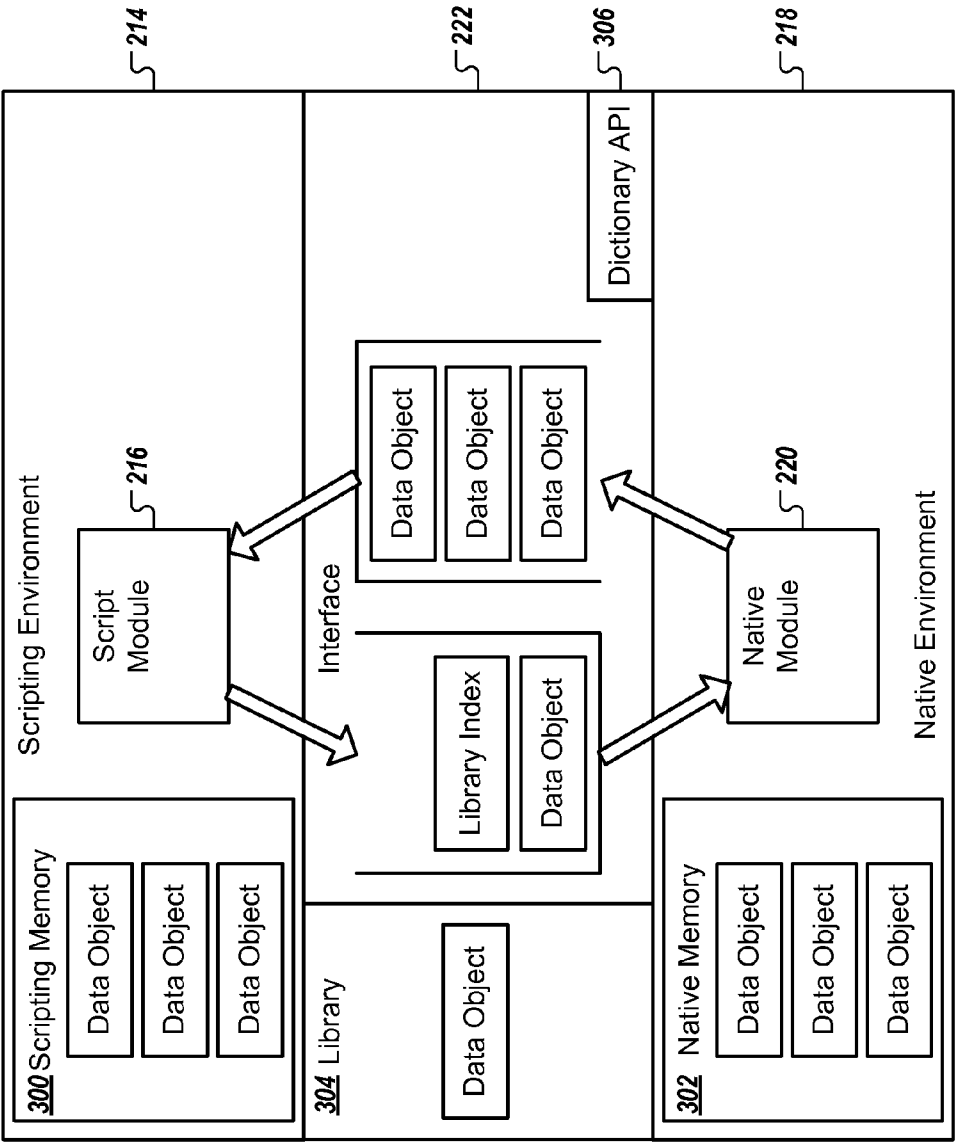 300 Scripting Memory
Data Object
Data Object
Data Object
Scripting Environment
Script
Module
216
214
304 Library
Data Object
Interface
Library Index
Data Object
Data Object
Data Object
Data Object
Dictionary API
222
306
302 Native Memory
Data Object
Data Object
Data Object
Native
Module
220
Native Environment
218